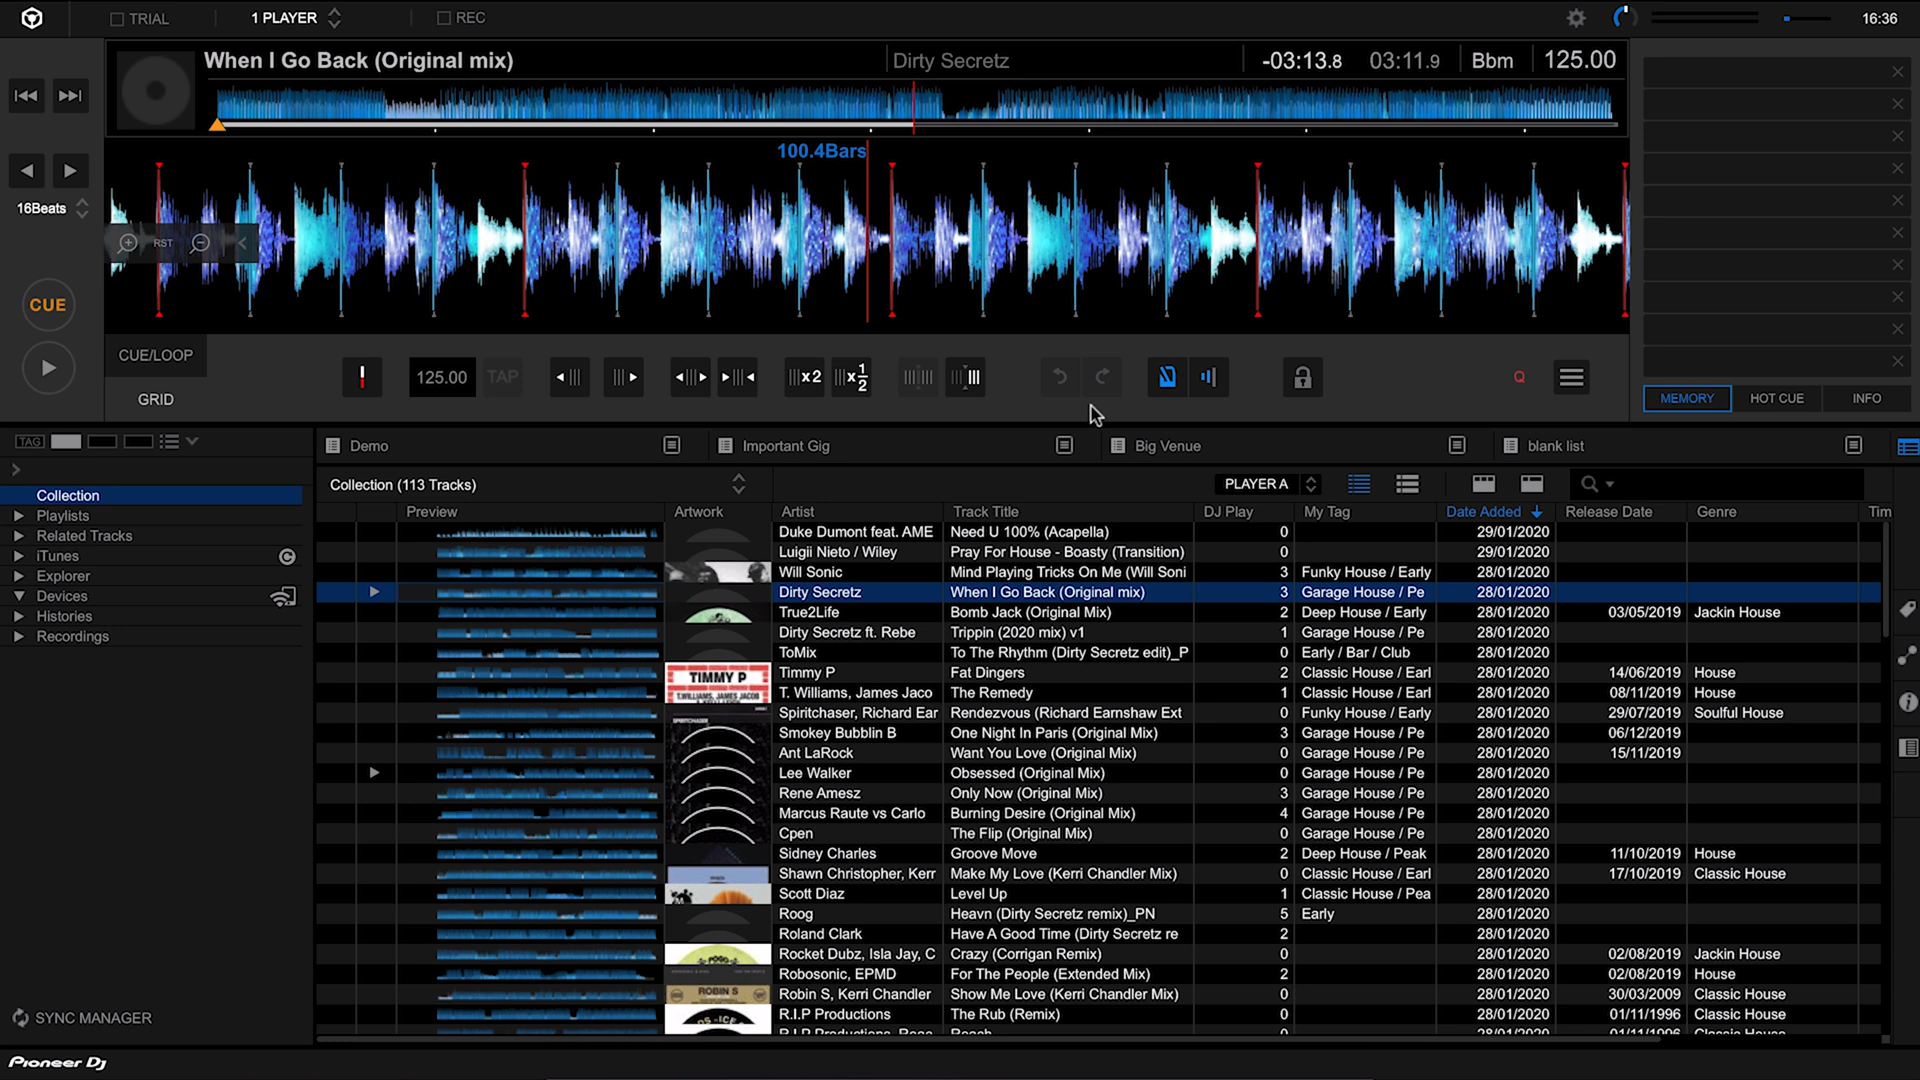 TRIAL 1 PLAYER REC 16:36
When I Go Back (Original mix) Dirty Secretz -03:13.8 03:11.9 Bbm 125.00
100.4Bars
16Beats
RST
CUE
CUE/LOOP
GRID
125.00 TAP x2 x1/2 Q
MEMORY HOT CUE INFO
TAG Demo Important Gig Big Venue blank list
Collection (113 Tracks) PLAYER A
Collection
Playlists
Related Tracks
iTunes
Explorer
Devices
Histories
Recordings
Preview Artwork Artist Track Title DJ Play My Tag Date Added Release Date Genre Tim
Duke Dumont feat. AME Need U 100% (Acapella) 0 29/01/2020
Luigii Nieto / Wiley Pray For House - Boasty (Transition) 0 29/01/2020
Will Sonic Mind Playing Tricks On Me (Will Soni 3 Funky House / Early 28/01/2020
Dirty Secretz When I Go Back (Original mix) 3 Garage House / Pe 28/01/2020
True2Life Bomb Jack (Original Mix) 2 Deep House / Early 28/01/2020 03/05/2019 Jackin House
Dirty Secretz ft. Rebe Trippin (2020 mix) v1 1 Garage House / Pe 28/01/2020
ToMix To The Rhythm (Dirty Secretz edit)_P 0 Early / Bar / Club 28/01/2020
TIMMY P Timmy P Fat Dingers 2 Classic House / Earl 28/01/2020 14/06/2019 House
T.WILLIAMS, JAMES JACOB T. Williams, James Jaco The Remedy 1 Classic House / Earl 28/01/2020 08/11/2019 House
Spiritchaser, Richard Ear Rendezvous (Richard Earnshaw Ext 0 Funky House / Early 28/01/2020 29/07/2019 Soulful House
SPIRITCHASER Smokey Bubblin B One Night In Paris (Original Mix) 3 Garage House / Pe 28/01/2020 06/12/2019
Ant LaRock Want You Love (Original Mix) 0 Garage House / Pe 28/01/2020 15/11/2019
Lee Walker Obsessed (Original Mix) 0 Garage House / Pe 28/01/2020
Rene Amesz Only Now (Original Mix) 3 Garage House / Pe 28/01/2020
Marcus Raute vs Carlo Burning Desire (Original Mix) 4 Garage House / Pe 28/01/2020
Cpen The Flip (Original Mix) 0 Garage House / Pe 28/01/2020
Sidney Charles Groove Move 2 Deep House / Peak 28/01/2020 11/10/2019 House
Shawn Christopher, Kerr Make My Love (Kerri Chandler Mix) 0 Classic House / Earl 28/01/2020 17/10/2019 Classic House
Scott Diaz Level Up 1 Classic House / Pea 28/01/2020
Roog Heavn (Dirty Secretz remix)_PN 5 Early 28/01/2020
Roland Clark Have A Good Time (Dirty Secretz re 2 28/01/2020
POGO Rocket Dubz, Isla Jay, C Crazy (Corrigan Remix) 0 28/01/2020 02/08/2019 Jackin House
Robosonic, EPMD For The People (Extended Mix) 2 28/01/2020 02/08/2019 House
ROBIN S Robin S, Kerri Chandler Show Me Love (Kerri Chandler Mix) 0 28/01/2020 30/03/2009 Classic House
R.I.P Productions The Rub (Remix) 0 28/01/2020 01/11/1996 Classic House
SYNC MANAGER
Pioneer Dj